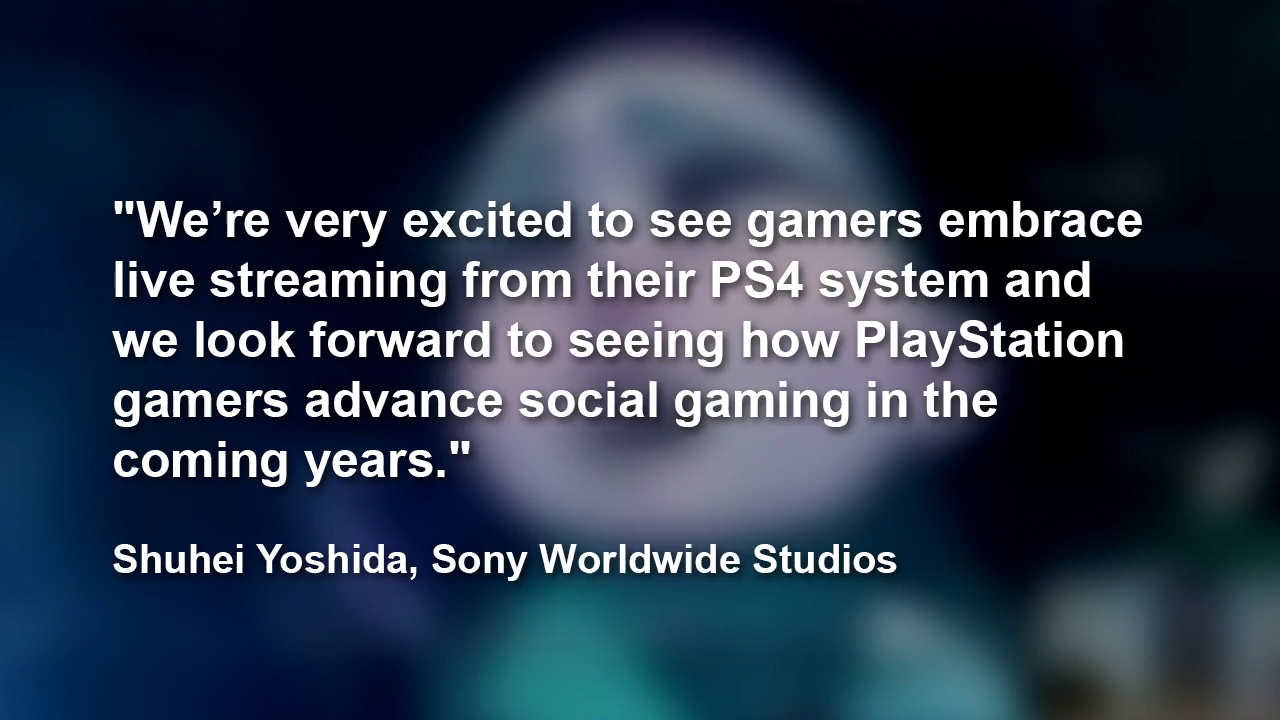 "We’re very excited to see gamers embrace
live streaming from their PS4 system and
we look forward to seeing how PlayStation
gamers advance social gaming in the
coming years."
Shuhei Yoshida, Sony Worldwide Studios